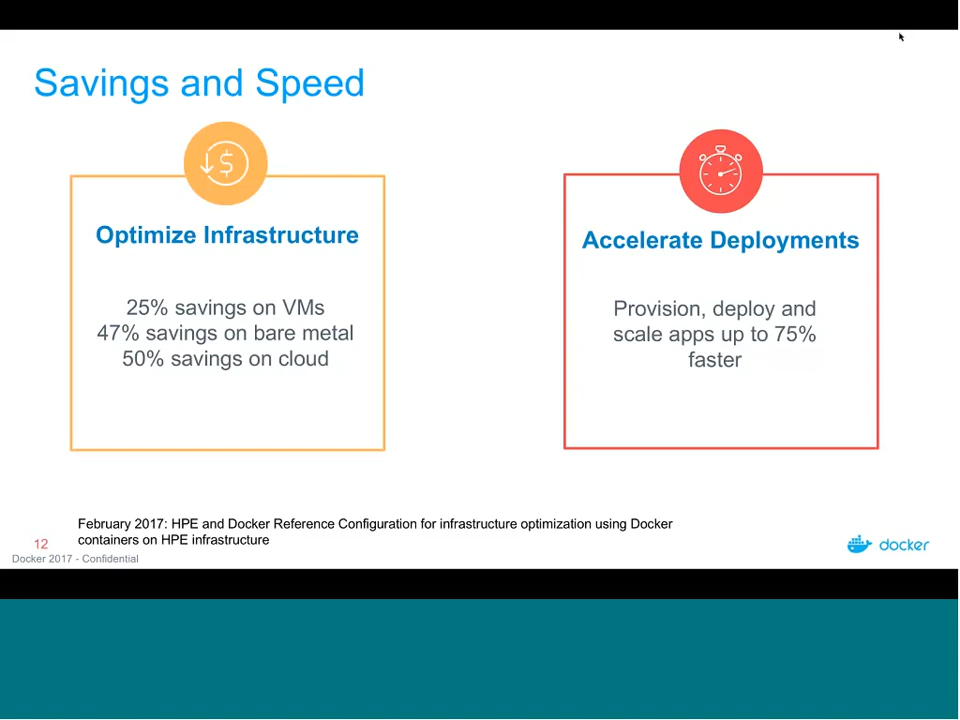 Savings and Speed
$
Optimize Infrastructure
25% savings on VMs
47% savings on bare metal
50% savings on cloud
Accelerate Deployments
Provision, deploy and
scale apps up to 75%
faster
February 2017: HPE and Docker Reference Configuration for infrastructure optimization using Docker
containers on HPE infrastructure
12
Docker 2017 - Confidential
docker